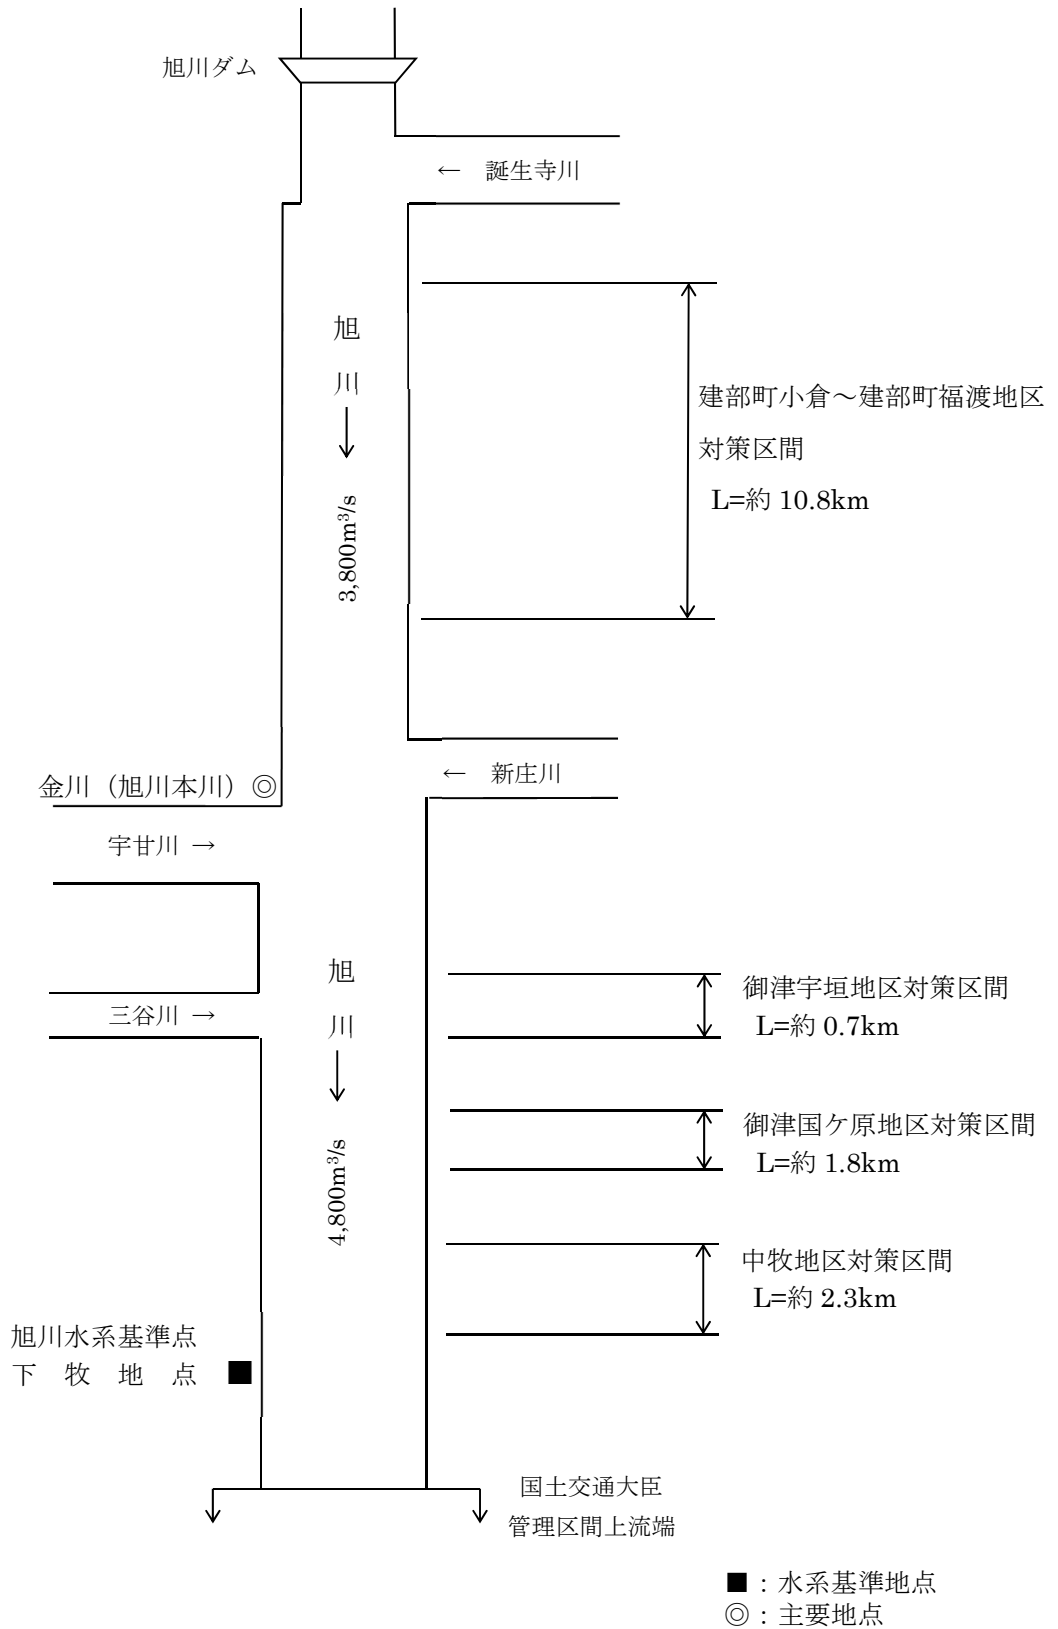 旭川ダム
← 誕生寺川
旭
川
3,800m³/s
建部町小倉～建部町福渡地区
対策区間
L=約 10.8km
← 新庄川
金川（旭川本川）◎
宇甘川 →
旭
川
4,800m³/s
御津宇垣地区対策区間
L=約 0.7km
三谷川 →
御津国ケ原地区対策区間
L=約 1.8km
中牧地区対策区間
L=約 2.3km
旭川水系基準点
下 牧 地 点 ■
国土交通大臣
管理区間上流端
■：水系基準地点
◎：主要地点